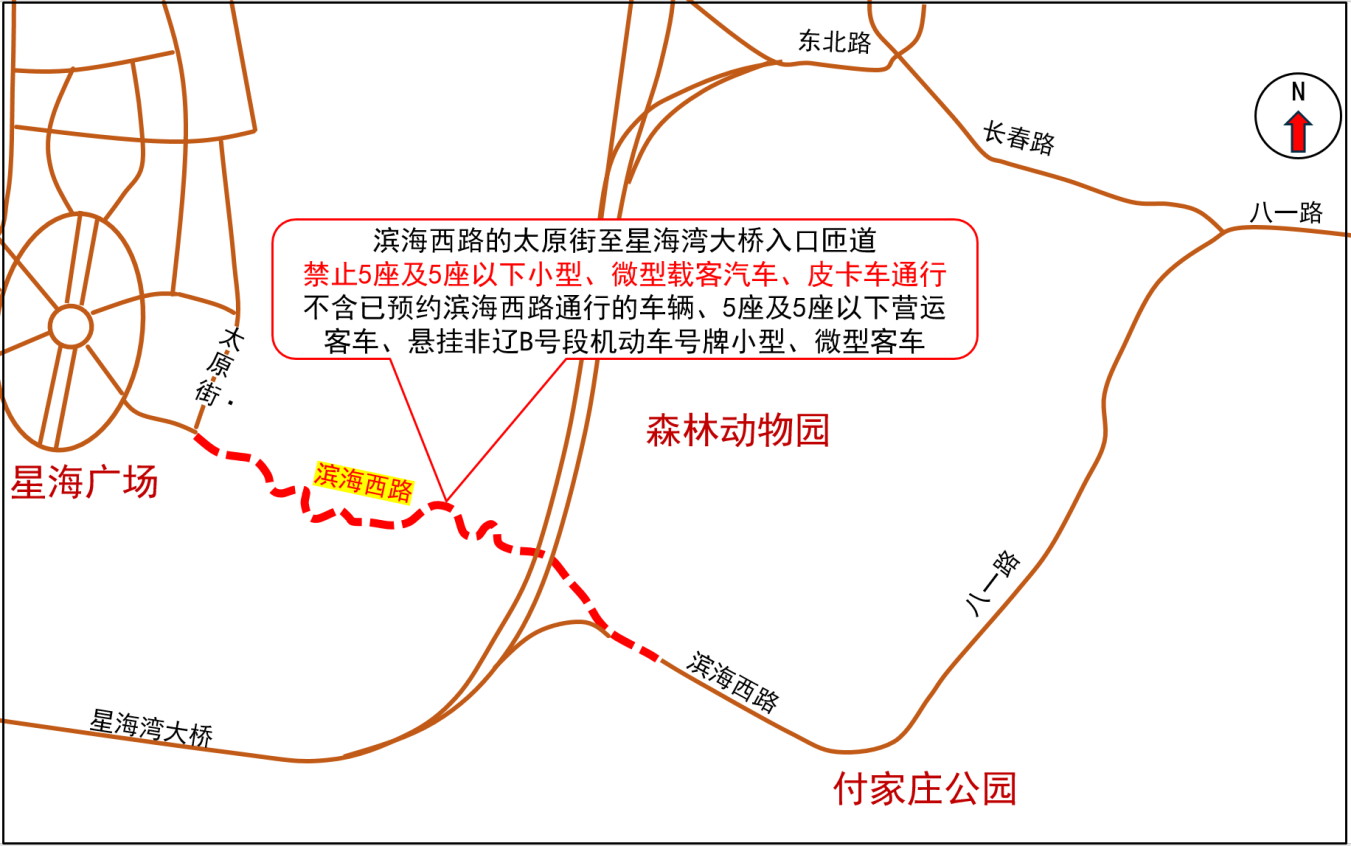 东北路
N
长春路
八一路
滨海西路的太原街至星海湾大桥入口匝道
禁止5座及5座以下小型、微型载客汽车、皮卡车通行
不含已预约滨海西路通行的车辆、5座及5座以下营运
客车、悬挂非辽B号段机动车号牌小型、微型客车
太原街
森林动物园
星海广场
滨海西路
八一路
滨海西路
星海湾大桥
付家庄公园